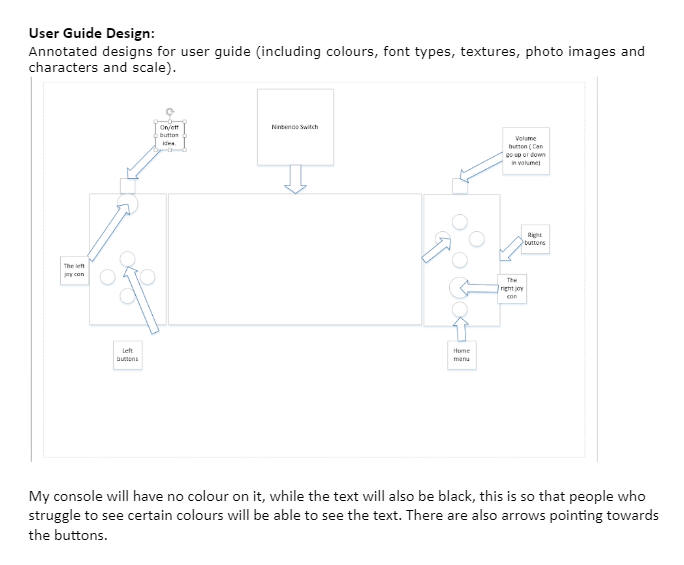 User Guide Design:
Annotated designs for user guide (including colours, font types, textures, photo images and
characters and scale).
On/off
button
idea.
Nintendo Switch
Volume
button ( Can
go up or down
in volume)
Right
buttons
The left
joy con
The
right joy
con
Left
buttons
Home
menu
My console will have no colour on it, while the text will also be black, this is so that people who
struggle to see certain colours will be able to see the text. There are also arrows pointing towards
the buttons.